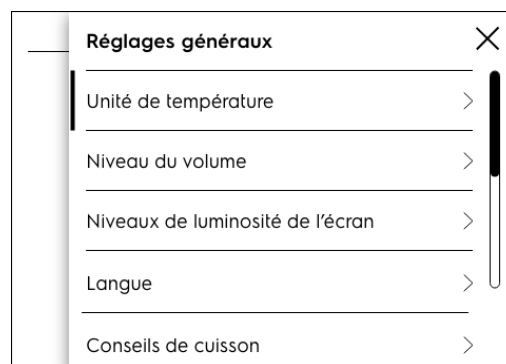 Réglages généraux
Unité de température
Niveau du volume
Niveaux de luminosité de l’écran
Langue
Conseils de cuisson